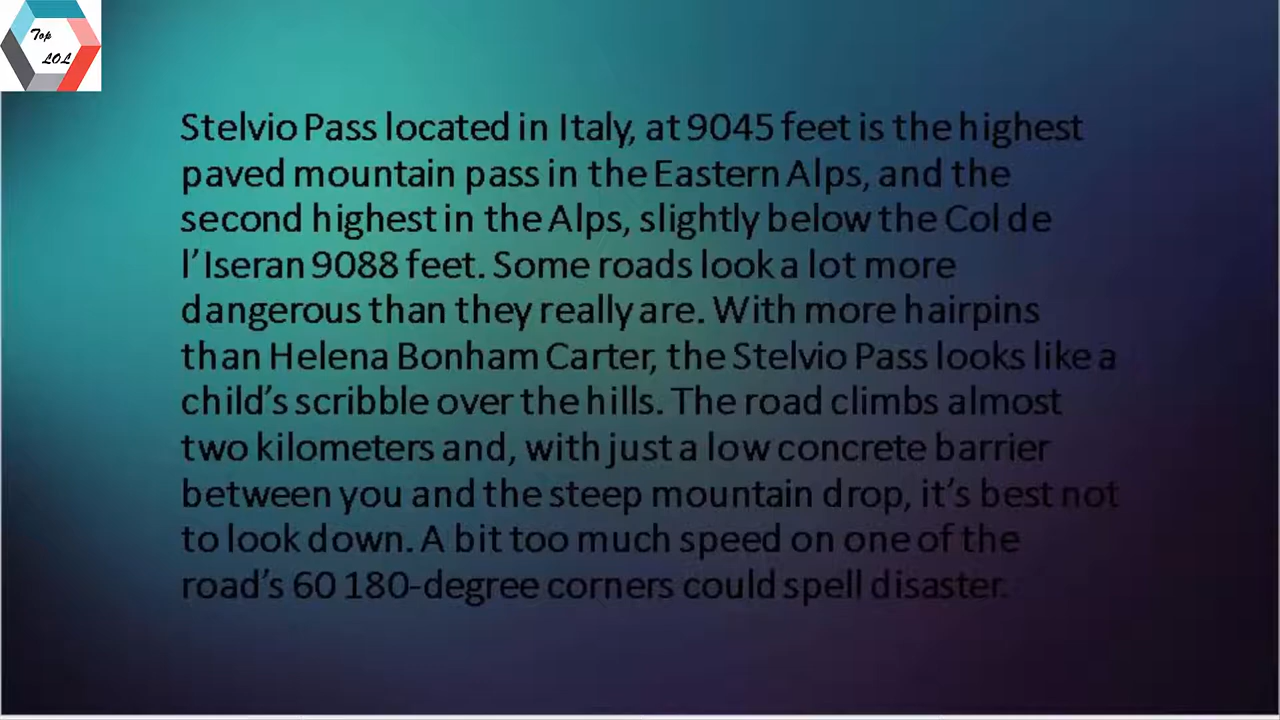 Top
LOL
Stelvio Pass located in Italy, at 9045 feet is the highest
paved mountain pass in the Eastern Alps, and the
second highest in the Alps, slightly below the Col de
l’Iseran 9088 feet. Some roads look a lot more
dangerous than they really are. With more hairpins
than Helena Bonham Carter, the Stelvio Pass looks like a
child’s scribble over the hills. The road climbs almost
two kilometers and, with just a low concrete barrier
between you and the steep mountain drop, it’s best not
to look down. A bit too much speed on one of the
road’s 60 180-degree corners could spell disaster.